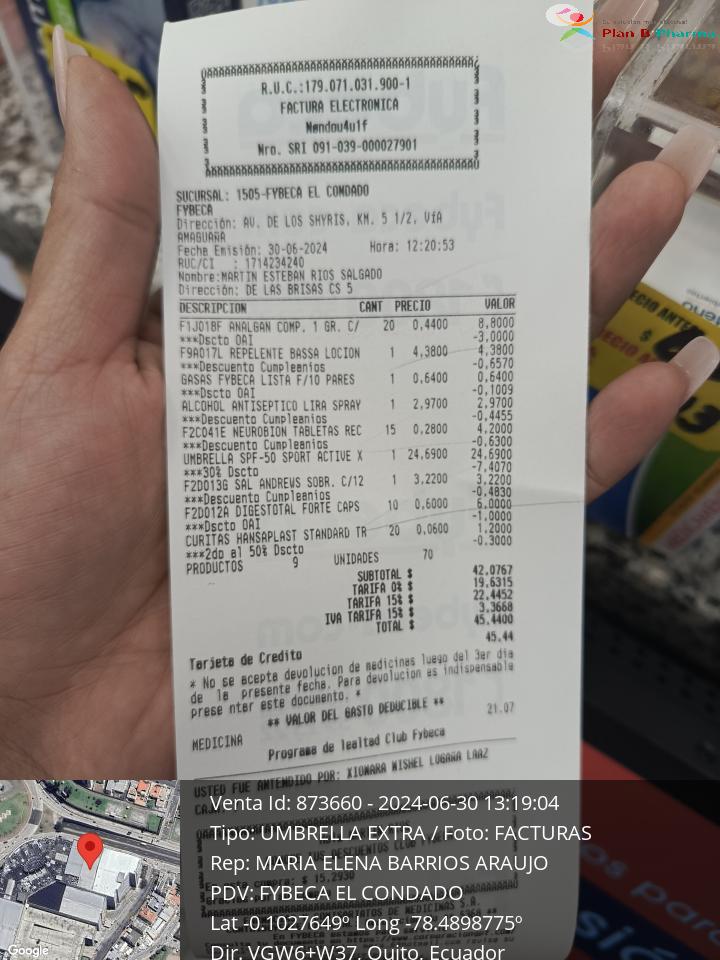 Plan B Pharma
R.U.C.:179.071.031.900-1
FACTURA ELECTRONICA
Nro. SRI 091-039-000027901
SUCURSAL: 1505-FYBECA EL CONDADO
FYBECA
Dirección: AV. DE LOS SHYRIS, KM. 5 1/2, VÍA
AMAGUAÑA
Fecha Emisión: 30-06-2024 Hora: 12:20:53
RUC/CI : 1714234240
Nombre:MARTIN ESTEBAN RIOS SALGADO
Dirección: DE LAS BRISAS CS 5
DESCRIPCION CANT PRECIO VALOR
F1J018F ANALGAN COMP. 1 GR. C/ 20 0,4400 8,8000
***Dscto OAI -3,0000
F9A017L REPELENTE BASSA LOCION 1 4,3800 4,3800
***Descuento Cumpleanios -0,6570
GASAS FYBECA LISTA F/10 PARES 1 0,6400 0,6400
***Dscto OAI -0,1009
ALCOHOL ANTISEPTICO LIRA SPRAY 1 2,9700 2,9700
***Descuento Cumpleanios -0,4455
F2C041E NEUROBION TABLETAS REC 15 0,2800 4,2000
***Descuento Cumpleanios -0,6300
UMBRELLA SPF-50 SPORT ACTIVE X 1 24,6900 24,6900
***30% Dscto -7,4070
F2D013G SAL ANDREWS SOBR. C/12 1 3,2200 3,2200
***Descuento Cumpleanios -0,4830
F2D012A DIGESTOTAL FORTE CAPS 10 0,6000 6,0000
***Dscto OAI -1,0000
CURITAS HANSAPLAST STANDARD TR 20 0,0600 1,2000
***2do al 50% Dscto -0,3000
PRODUCTOS 9 UNIDADES 70
SUBTOTAL $ 42,0767
TARIFA 0% $ 19,6315
TARIFA 15% $ 22,4452
IVA TARIFA 15% $ 3,3668
TOTAL $ 45,4400
45.44
Tarjeta de Credito
* No se acepta devolucion de medicinas luego del 3er dia
de la presente fecha. Para devolucion es indispensable
prese ntar este documento. *
** VALOR DEL GASTO DEDUCIBLE **
MEDICINA 21.07
Programa de lealtad Club Fybeca
USTED FUE ANTENDIDO POR: XIOMARA MISHEL LOGAÑA LAAZ
Venta Id: 873660 - 2024-06-30 13:19:04
Tipo: UMBRELLA EXTRA / Foto: FACTURAS
Rep: MARIA ELENA BARRIOS ARAUJO
PDV: FYBECA EL CONDADO
Lat -0.1027649º Long -78.4898775º
Dir. VGW6+W37, Quito, Ecuador
Google